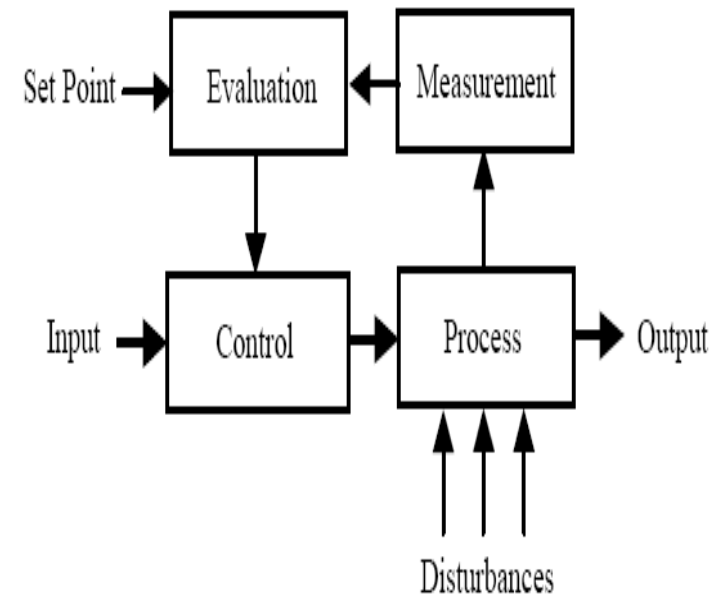 Set Point
Evaluation
Measurement
Input
Control
Process
Output
Disturbances